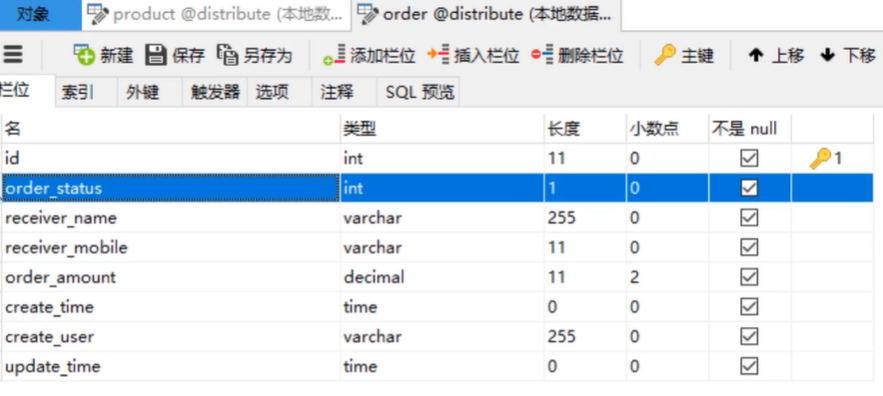 对象 product @distribute (本地数... order @distribute (本地数据...
新建 保存 另存为 添加栏位 插入栏位 删除栏位 主键 上移 下移
栏位 索引 外键 触发器 选项 注释 SQL 预览
名 类型 长度 小数点 不是 null
id int 11 0 1
order_status int 1 0
receiver_name varchar 255 0
receiver_mobile varchar 11 0
order_amount decimal 11 2
create_time time 0 0
create_user varchar 255 0
update_time time 0 0